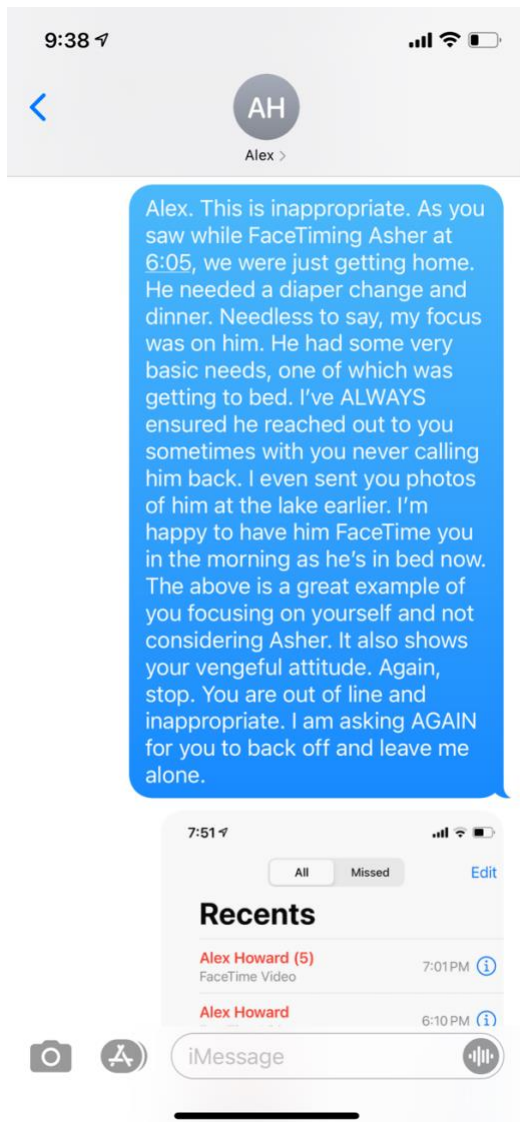 9:38
AH
Alex >
Alex. This is inappropriate. As you
saw while FaceTiming Asher at
6:05, we were just getting home.
He needed a diaper change and
dinner. Needless to say, my focus
was on him. He had some very
basic needs, one of which was
getting to bed. I’ve ALWAYS
ensured he reached out to you
sometimes with you never calling
him back. I even sent you photos
of him at the lake earlier. I’m
happy to have him FaceTime you
in the morning as he’s in bed now.
The above is a great example of
you focusing on yourself and not
considering Asher. It also shows
your vengeful attitude. Again,
stop. You are out of line and
inappropriate. I am asking AGAIN
for you to back off and leave me
alone.
7:51
All Missed Edit
Recents
Alex Howard (5)
FaceTime Video 7:01 PM
Alex Howard
6:10 PM
iMessage